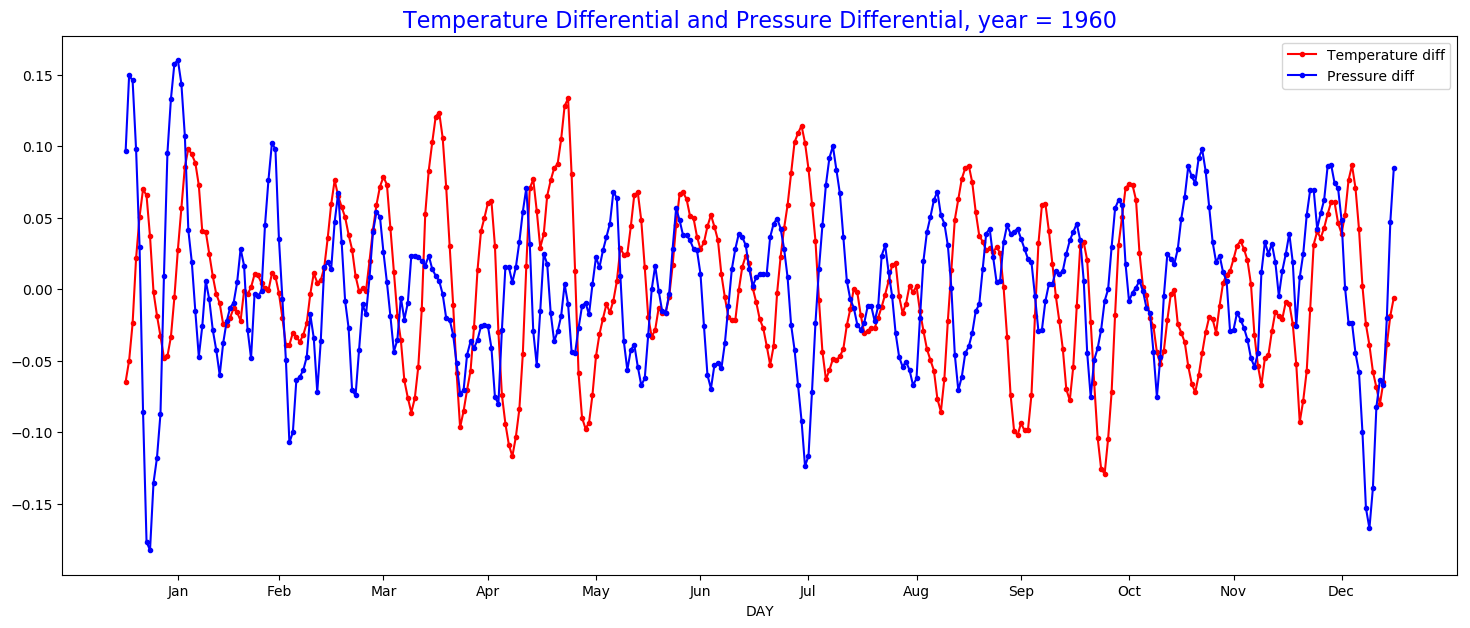 Temperature Differential and Pressure Differential, year = 1960
Temperature diff
Pressure diff
0.15
0.10
0.05
0.00
−0.05
−0.10
−0.15
Jan Feb Mar Apr May Jun Jul Aug Sep Oct Nov Dec
DAY